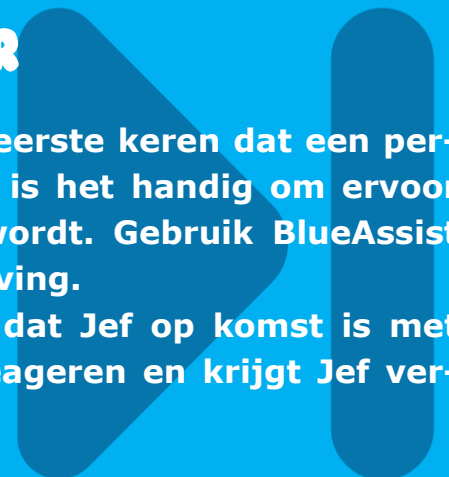 R
eerste keren dat een per-
is het handig om ervoor
wordt. Gebruik BlueAssist
ving.
dat Jef op komst is met
ageren en krijgt Jef ver-